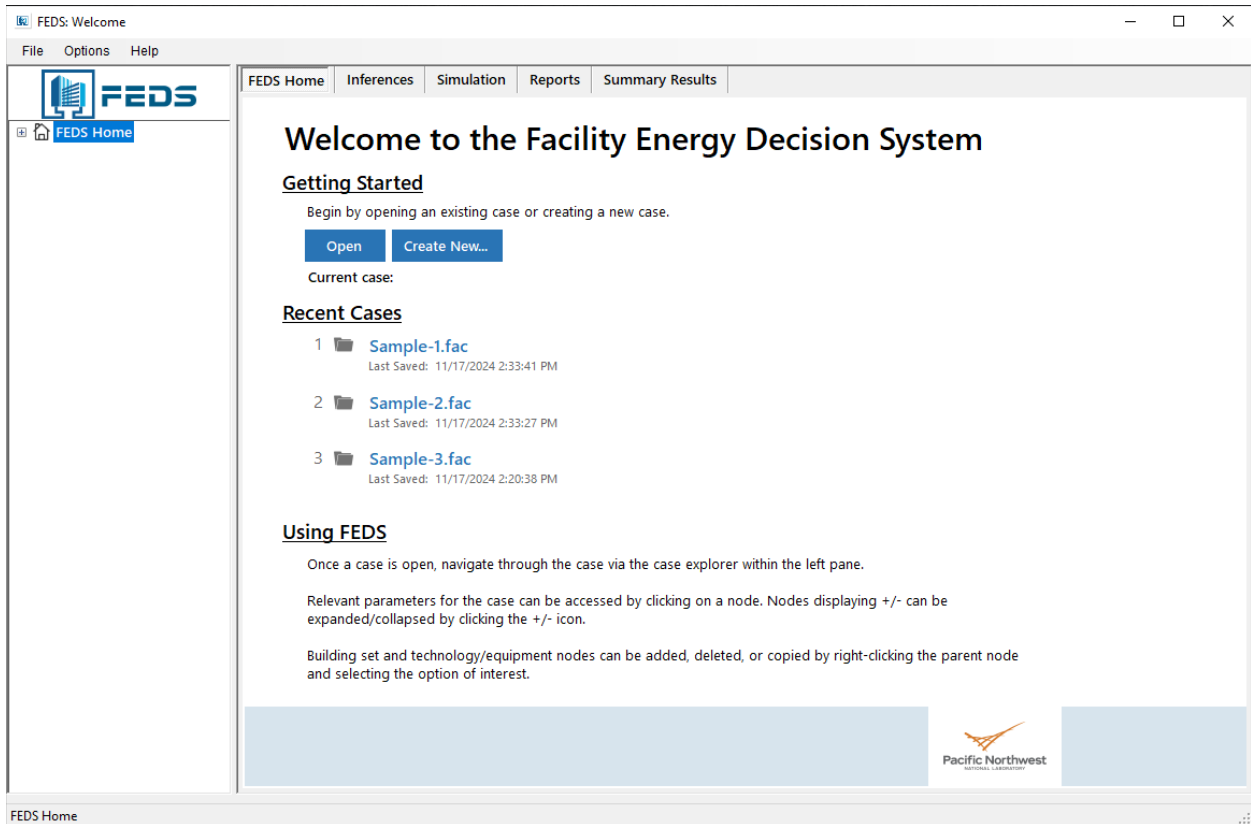 FEDS: Welcome
File Options Help
FEDS
FEDS Home
FEDS Home Inferences Simulation Reports Summary Results
Welcome to the Facility Energy Decision System
Getting Started
Begin by opening an existing case or creating a new case.
Open Create New...
Current case:
Recent Cases
1 Sample-1.fac
Last Saved: 11/17/2024 2:33:41 PM
2 Sample-2.fac
Last Saved: 11/17/2024 2:33:27 PM
3 Sample-3.fac
Last Saved: 11/17/2024 2:20:38 PM
Using FEDS
Once a case is open, navigate through the case via the case explorer within the left pane.
Relevant parameters for the case can be accessed by clicking on a node. Nodes displaying +/- can be
expanded/collapsed by clicking the +/- icon.
Building set and technology/equipment nodes can be added, deleted, or copied by right-clicking the parent node
and selecting the option of interest.
Pacific Northwest
NATIONAL LABORATORY
FEDS Home